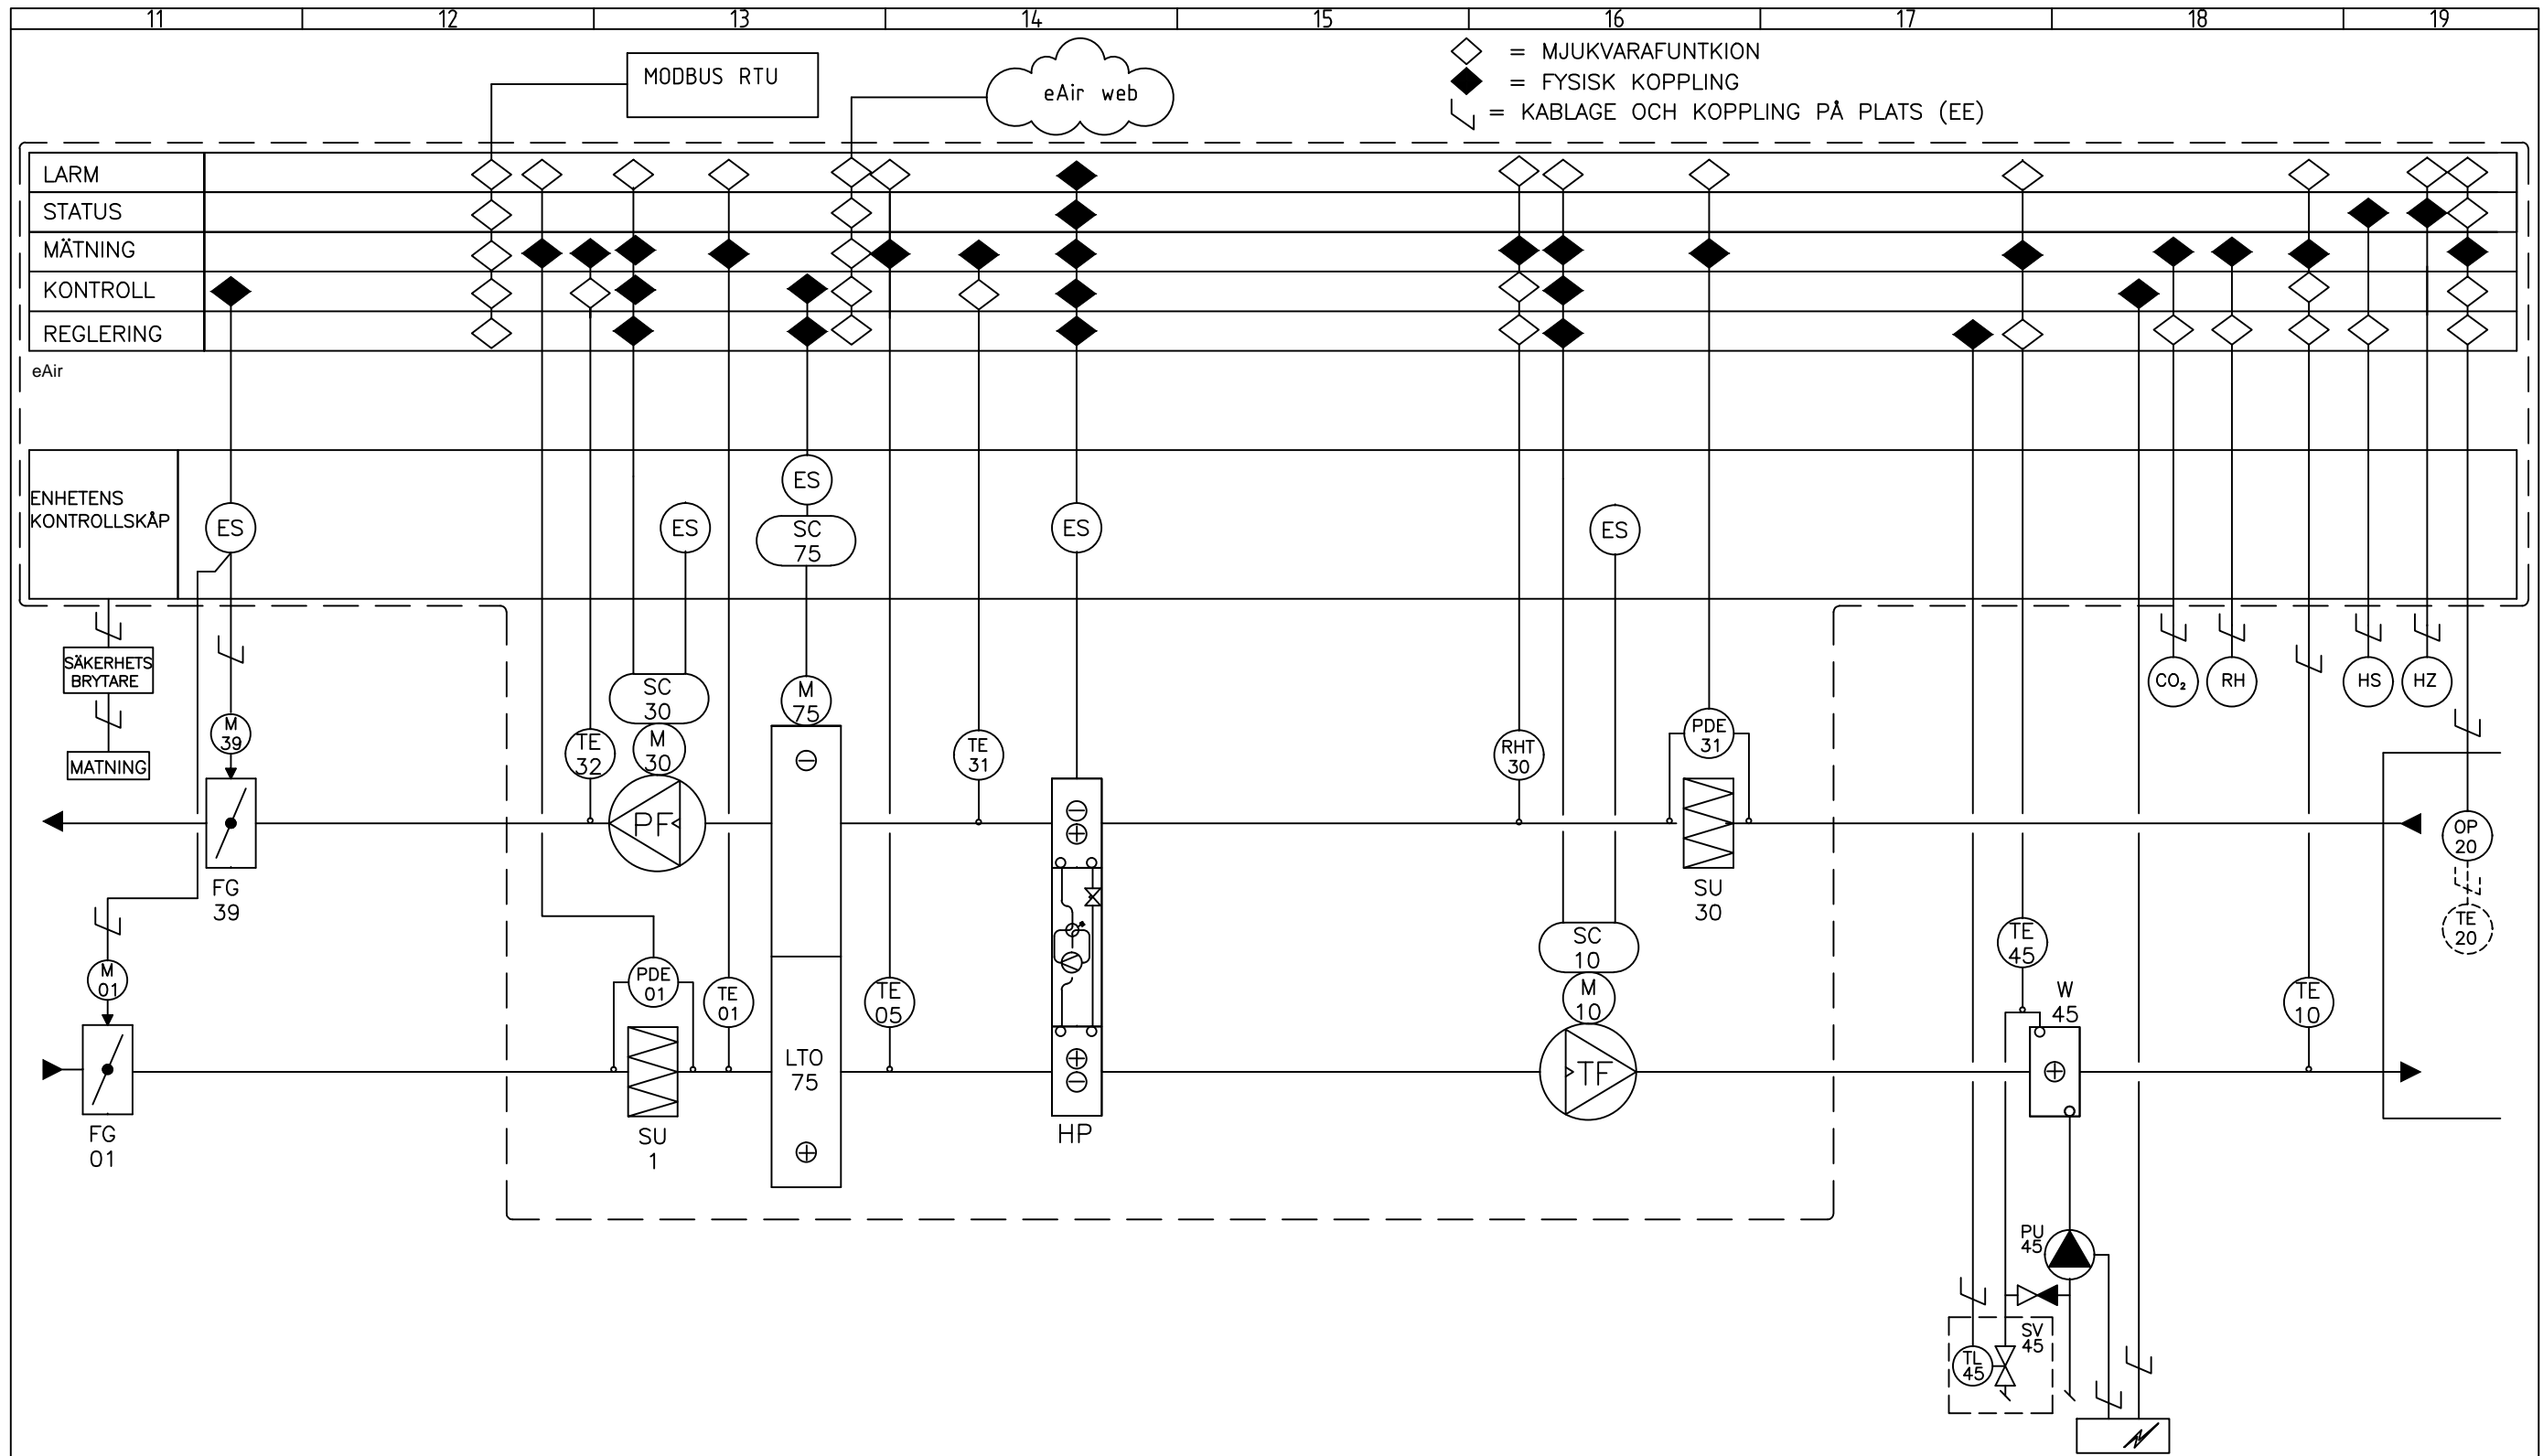 11 12 13 14 15 16 17 18 19
MODBUS RTU
eAir web
= MJUKVARAFUNTKION
= FYSISK KOPPLING
= KABLAGE OCH KOPPLING PÅ PLATS (EE)
LARM
STATUS
MÄTNING
KONTROLL
REGLERING
eAir
ENHETENS
KONTROLLSKÅP
ES
ES
ES
SC
75
ES
ES
SÄKERHETS
BRYTARE
MATNING
M
39
TE
32
SC
30
M
30
M
75
TE
31
RHT
30
PDE
31
CO₂
RH
HS
HZ
FG
39
PF
SU
30
OP
20
TE
20
M
01
PDE
01
TE
01
TE
05
SC
10
M
10
TE
45
W
45
TE
10
FG
01
SU
1
LTO
75
HP
TF
PU
45
SV
45
TL
45